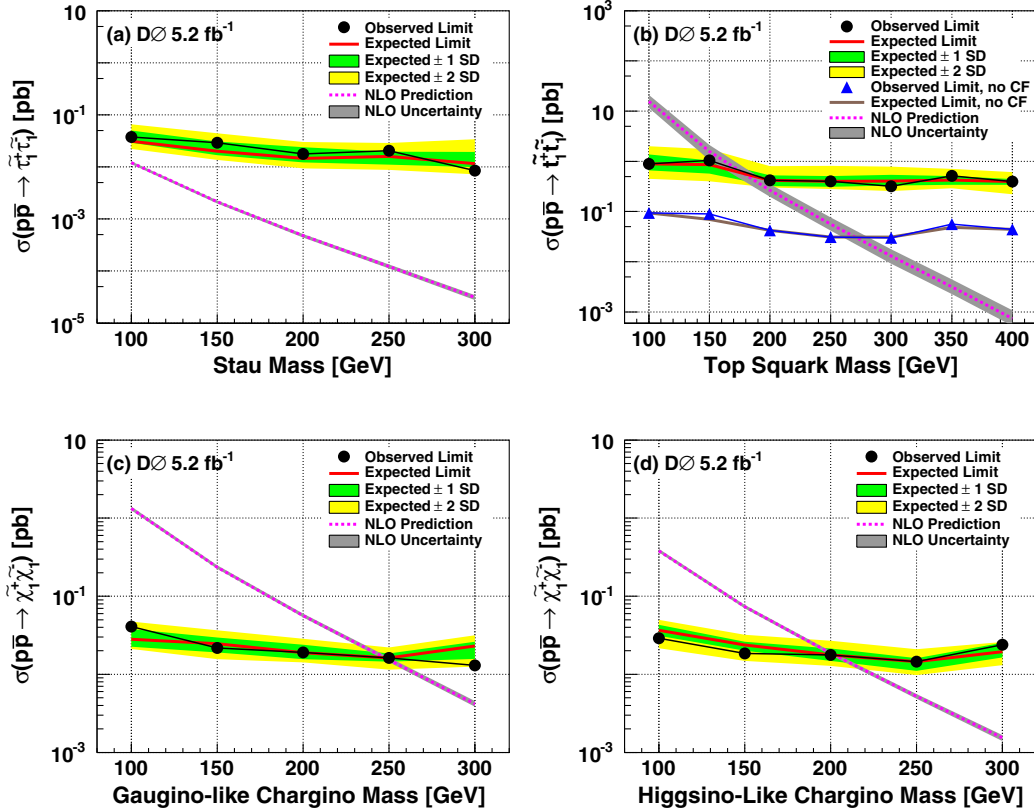 (a) DØ 5.2 fb⁻¹
Observed Limit
Expected Limit
Expected ± 1 SD
Expected ± 2 SD
NLO Prediction
NLO Uncertainty
σ(pp̅ → τ̃₁⁺τ̃₁⁻) [pb]
10
10⁻¹
10⁻³
10⁻⁵
100 150 200 250 300
Stau Mass [GeV]
(b) DØ 5.2 fb⁻¹
Observed Limit
Expected Limit
Expected ± 1 SD
Expected ± 2 SD
Observed Limit, no CF
Expected Limit, no CF
NLO Prediction
NLO Uncertainty
σ(pp̅ → t̃₁⁺t̃₁⁻) [pb]
10³
10
10⁻¹
10⁻³
100 150 200 250 300 350 400
Top Squark Mass [GeV]
(c) DØ 5.2 fb⁻¹
Observed Limit
Expected Limit
Expected ± 1 SD
Expected ± 2 SD
NLO Prediction
NLO Uncertainty
σ(pp̅ → χ̃₁⁺χ̃₁⁻) [pb]
10
1
10⁻¹
10⁻³
100 150 200 250 300
Gaugino-like Chargino Mass [GeV]
(d) DØ 5.2 fb⁻¹
Observed Limit
Expected Limit
Expected ± 1 SD
Expected ± 2 SD
NLO Prediction
NLO Uncertainty
σ(pp̅ → χ̃₁⁺χ̃₁⁻) [pb]
10
1
10⁻¹
10⁻³
100 150 200 250 300
Higgsino-Like Chargino Mass [GeV]